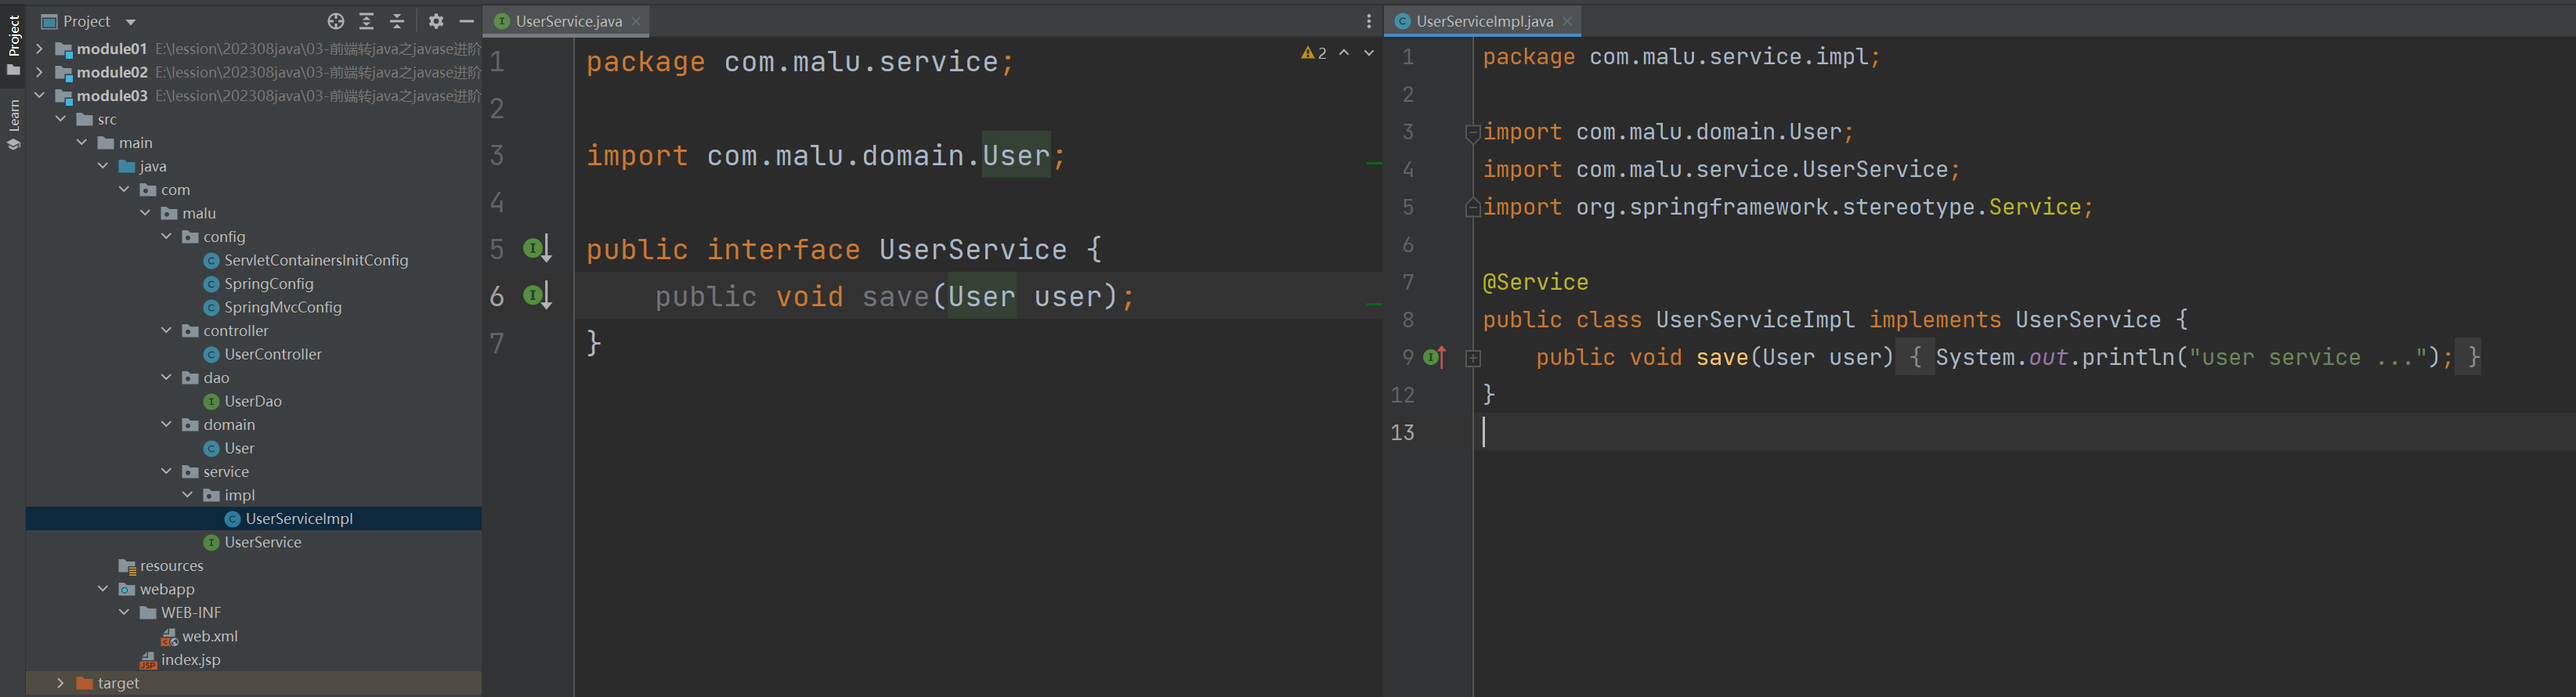 Project
Learn
Project
module01 E:\lession\202308java\03-前端转java之javase进阶
module02 E:\lession\202308java\03-前端转java之javase进阶
module03 E:\lession\202308java\03-前端转java之javase进阶
src
main
java
com
malu
config
ServletContainersInitConfig
SpringConfig
SpringMvcConfig
controller
UserController
dao
UserDao
domain
User
service
impl
UserServiceImpl
UserService
resources
webapp
WEB-INF
web.xml
index.jsp
target
UserService.java
2
1 package com.malu.service;
2
3 import com.malu.domain.User;
4
5 public interface UserService {
6 public void save(User user);
7 }
UserServiceImpl.java
1 package com.malu.service.impl;
2
3 import com.malu.domain.User;
4 import com.malu.service.UserService;
5 import org.springframework.stereotype.Service;
6
7 @Service
8 public class UserServiceImpl implements UserService {
9 public void save(User user) { System.out.println("user service ..."); }
12 }
13